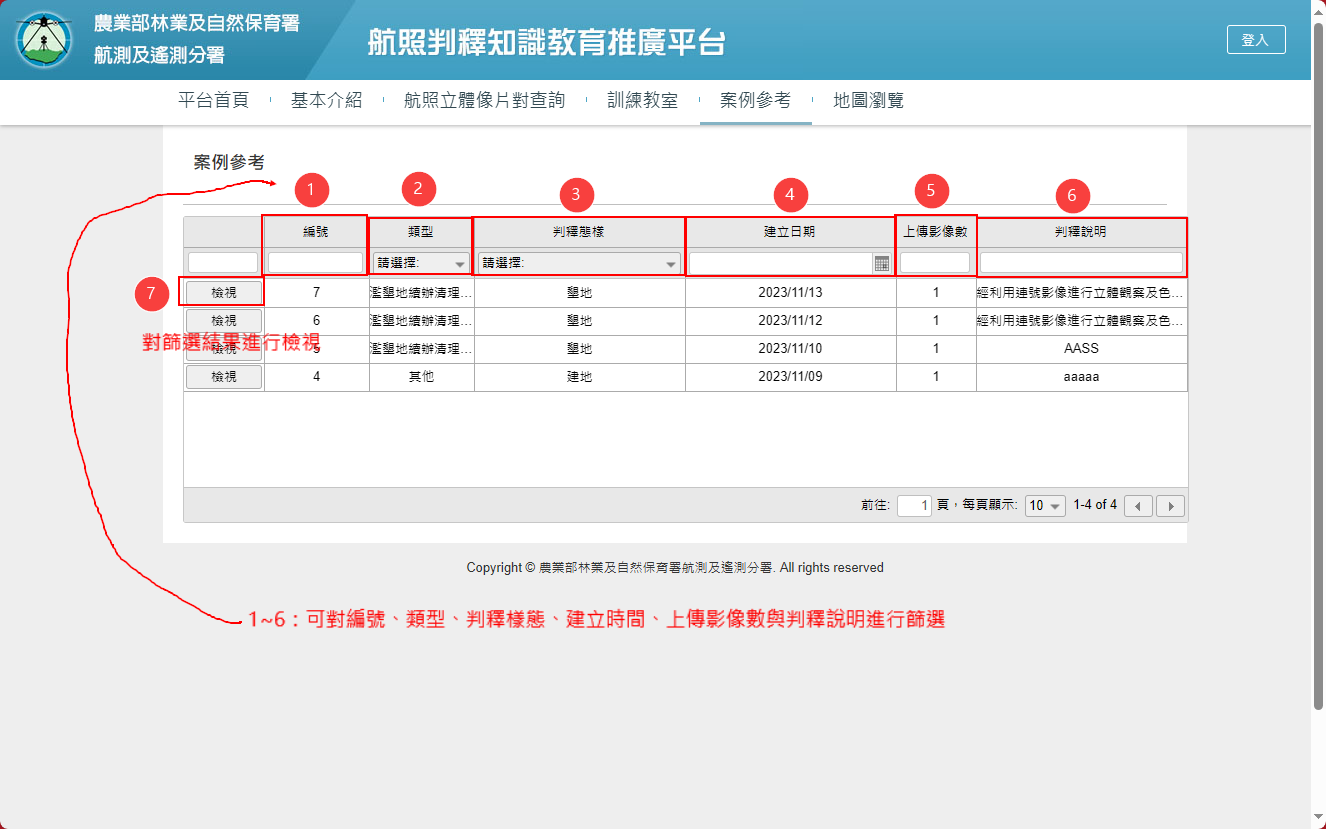 農業部林業及自然保育署
航測及遙測分署
航照判釋知識教育推廣平台
登入
平台首頁 基本介紹 航照立體像片對查詢 訓練教室 案例參考 地圖瀏覽
案例參考
1 2 3 4 5 6
編號 類型 判釋態樣 建立日期 上傳影像數 判釋說明
請選擇: 請選擇:
7
檢視 7 濫墾地續辦清理... 墾地 2023/11/13 1 經利用連號影像進行立體觀察及色...
檢視 6 濫墾地續辦清理... 墾地 2023/11/12 1 經利用連號影像進行立體觀察及色...
對篩選結果進行檢視
檢視 5 濫墾地續辦清理... 墾地 2023/11/10 1 AASS
檢視 4 其他 建地 2023/11/09 1 aaaaa
前往: 1 頁，每頁顯示: 10 1-4 of 4
Copyright © 農業部林業及自然保育署航測及遙測分署. All rights reserved
1~6：可對編號、類型、判釋樣態、建立時間、上傳影像數與判釋說明進行篩選